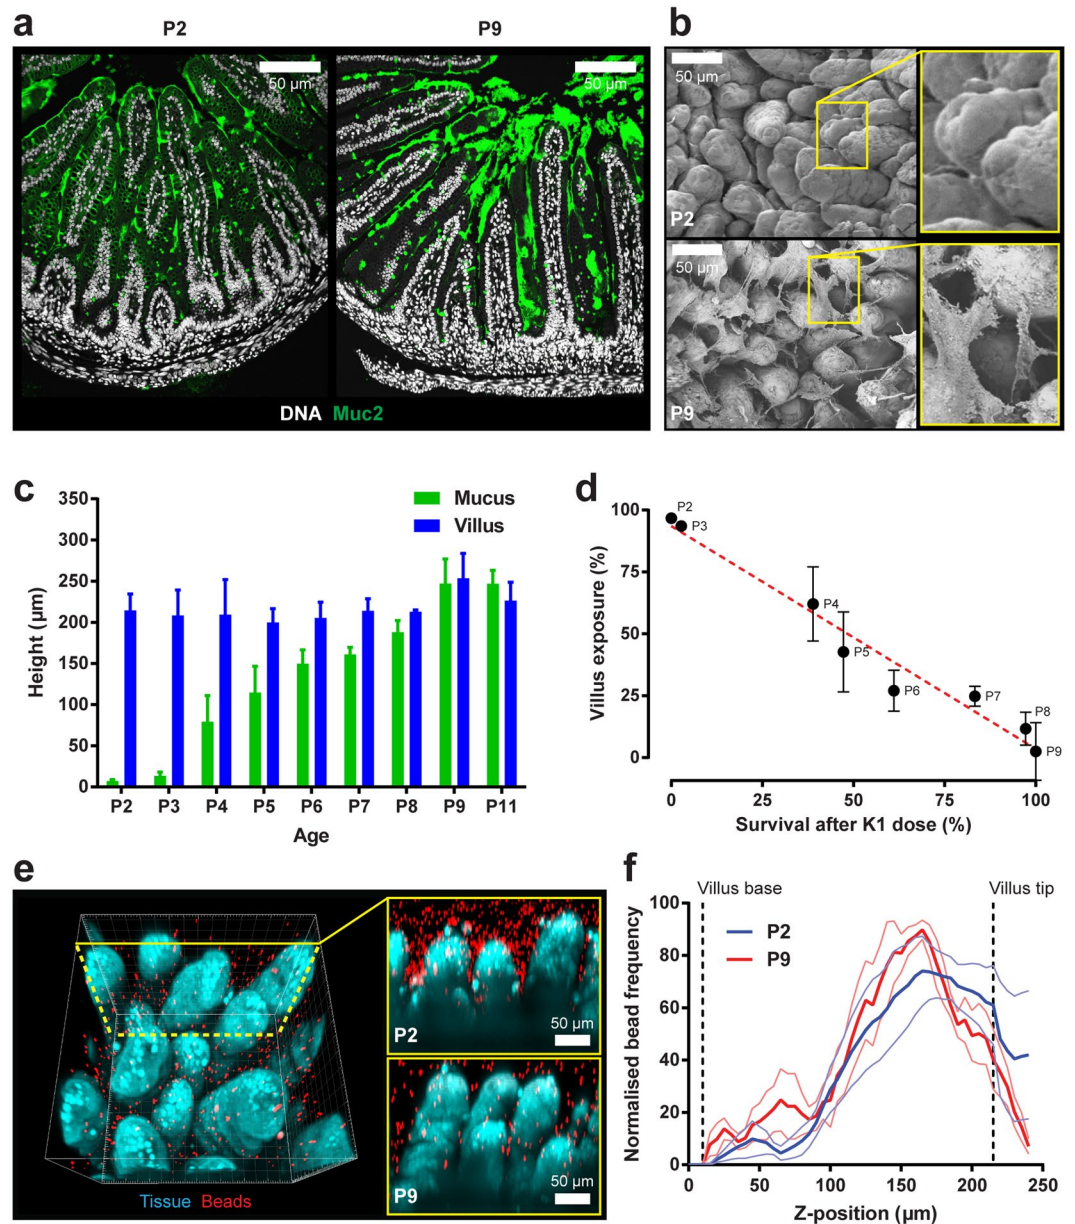 a
P2
P9
50 µm
50 µm
DNA Muc2
b
50 µm
P2
50 µm
P9
c
Mucus
Villus
Height (µm)
350
300
250
200
150
100
50
0
P2 P3 P4 P5 P6 P7 P8 P9 P11
Age
d
Villus exposure (%)
100
75
50
25
0
P2
P3
P4
P5
P6
P7
P8
P9
0 25 50 75 100
Survival after K1 dose (%)
e
Tissue Beads
P2
50 µm
P9
50 µm
f
Villus base
Villus tip
P2
P9
Normalised bead frequency
100
80
60
40
20
0
0 50 100 150 200 250
Z-position (µm)